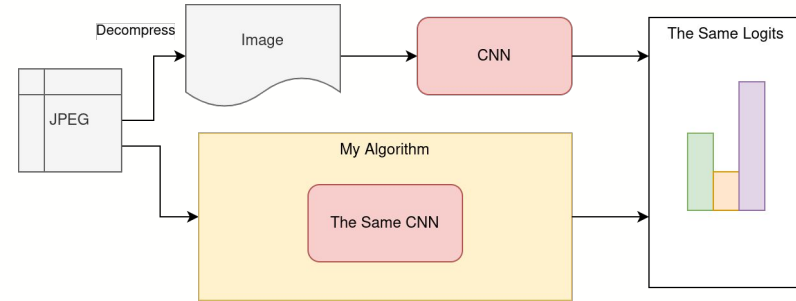 Decompress
Image
CNN
The Same Logits
JPEG
My Algorithm
The Same CNN